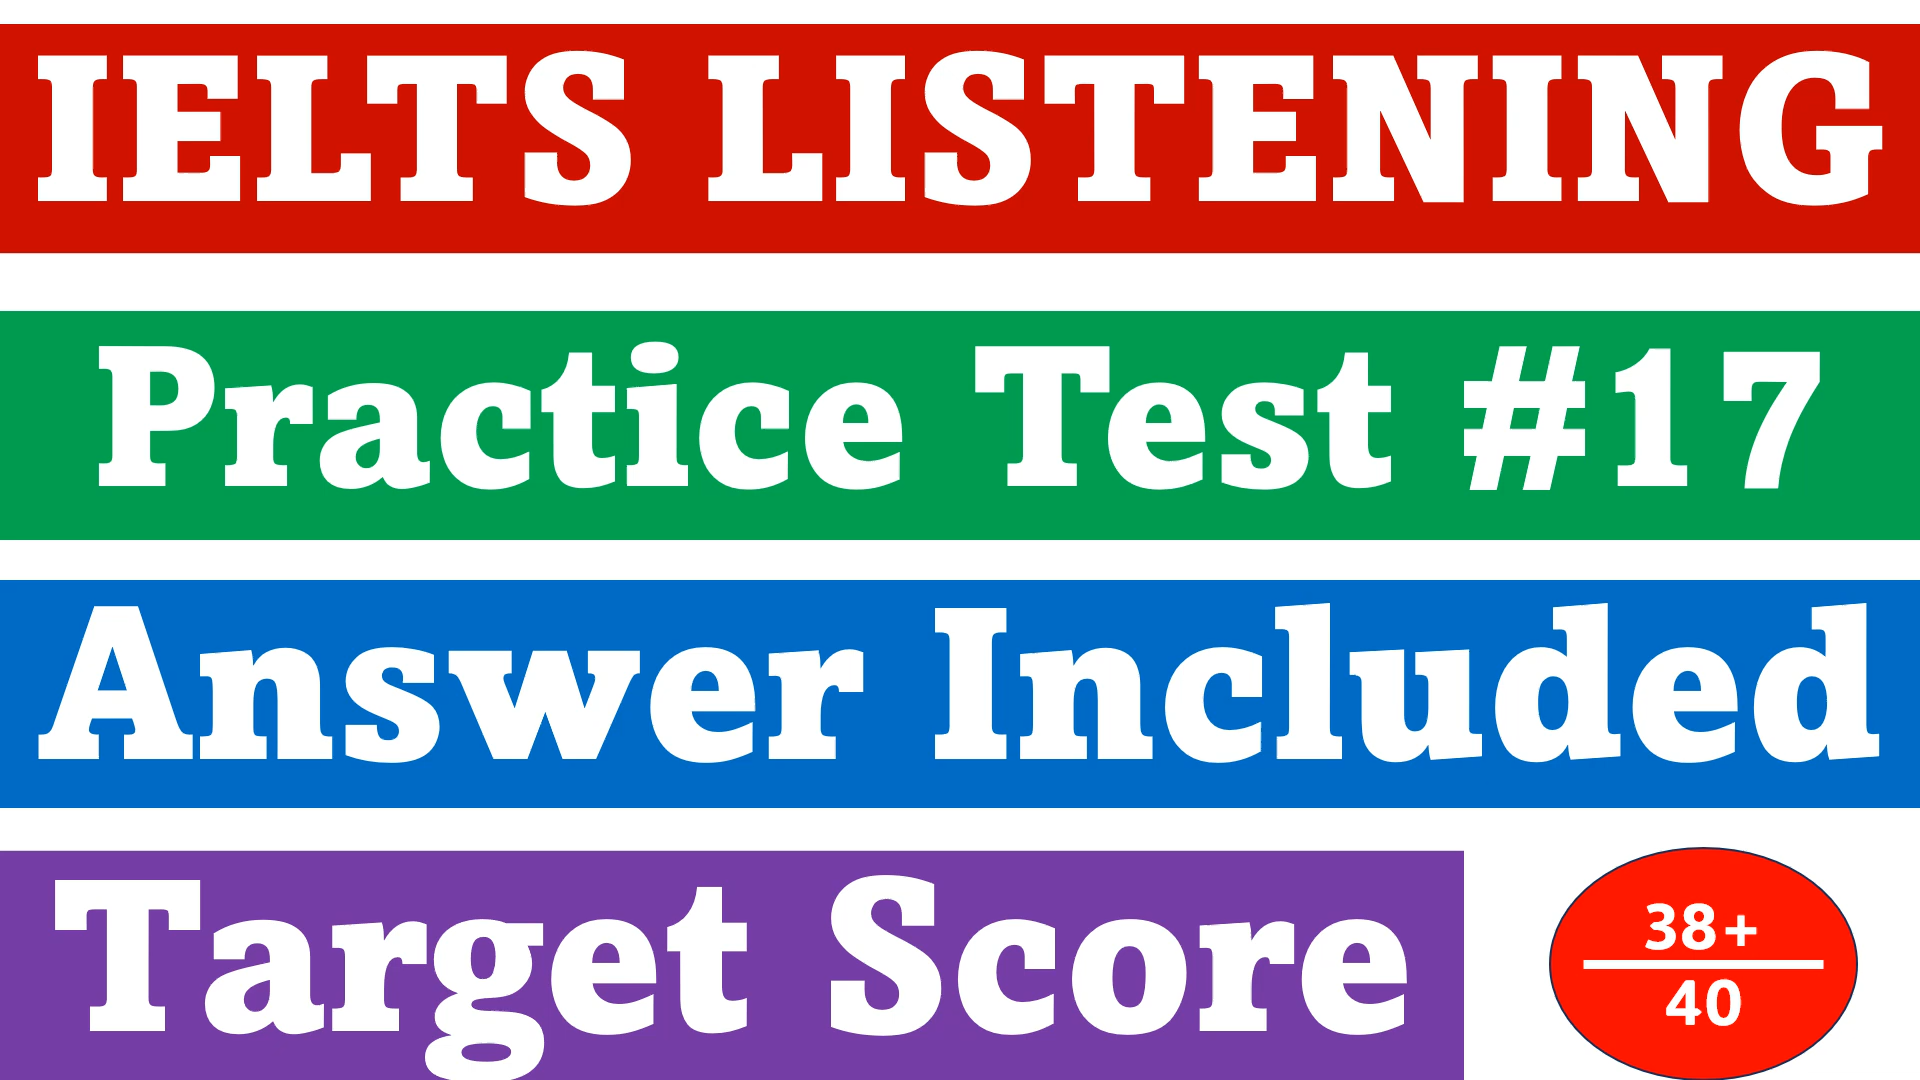 IELTS LISTENING
Practice Test #17
Answer Included
Target Score
38+
40